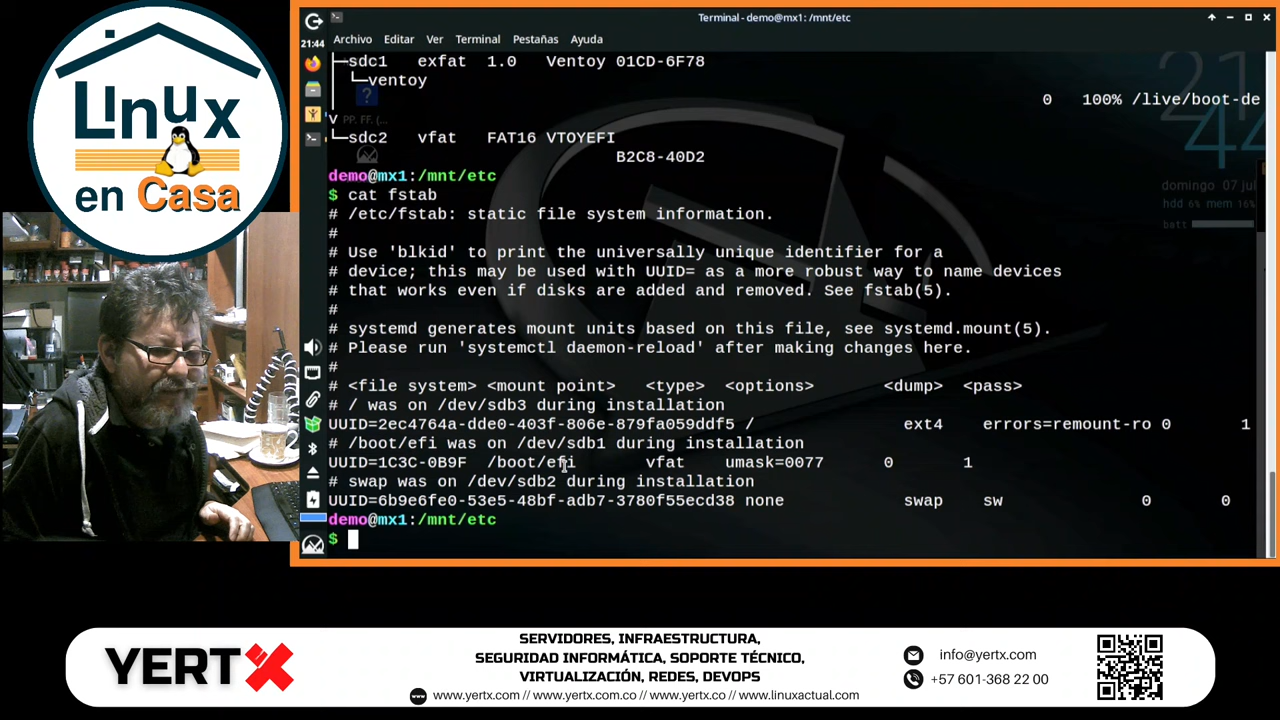 Linux
en Casa
Terminal - demo@mx1: /mnt/etc
21:44
Archivo Editar Ver Terminal Pestañas Ayuda
├─sdc1 exfat 1.0 Ventoy 01CD-6F78
│ └─ventoy
0 100% /live/boot-de
v
└─sdc2 vfat FAT16 VTOYEFI
B2C8-40D2
demo@mx1:/mnt/etc
$ cat fstab
# /etc/fstab: static file system information.
#
# Use 'blkid' to print the universally unique identifier for a
# device; this may be used with UUID= as a more robust way to name devices
# that works even if disks are added and removed. See fstab(5).
#
# systemd generates mount units based on this file, see systemd.mount(5).
# Please run 'systemctl daemon-reload' after making changes here.
#
# <file system> <mount point> <type> <options> <dump> <pass>
# / was on /dev/sdb3 during installation
UUID=2ec4764a-dde0-403f-806e-879fa059ddf5 / ext4 errors=remount-ro 0 1
# /boot/efi was on /dev/sdb1 during installation
UUID=1C3C-0B9F /boot/efi vfat umask=0077 0 1
# swap was on /dev/sdb2 during installation
UUID=6b9e6fe0-53e5-48bf-adb7-3780f55ecd38 none swap sw 0 0
demo@mx1:/mnt/etc
$
PP. FF. (...
21
44
domingo 07 jul
hdd 6% mem 16%
batt
YERTX
SERVIDORES, INFRAESTRUCTURA,
SEGURIDAD INFORMÁTICA, SOPORTE TÉCNICO,
VIRTUALIZACIÓN, REDES, DEVOPS
www.yertx.com // www.yertx.com.co // www.yertx.co // www.linuxactual.com
info@yertx.com
+57 601-368 22 00